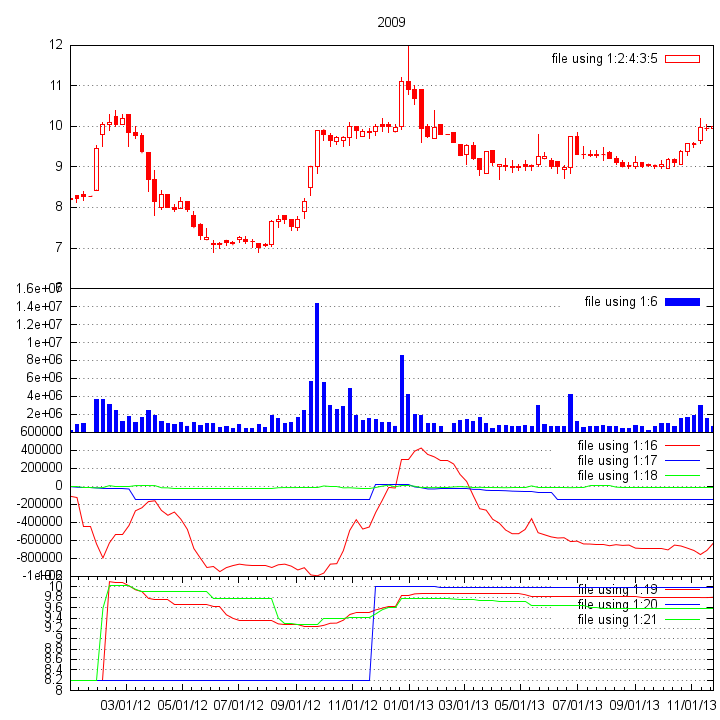 2009
12
file using 1:2:4:3:5
11
10
9
8
7
6
1.6e+07
file using 1:6
1.4e+07
1.2e+07
1e+07
8e+06
6e+06
4e+06
2e+06
0
600000
file using 1:16
400000
file using 1:17
200000
file using 1:18
0
-200000
-400000
-600000
-800000
-1e+06
10
file using 1:19
9.8
file using 1:20
9.6
file using 1:21
9.4
9.2
9
8.8
8.6
8.4
8.2
8
03/01/12 05/01/12 07/01/12 09/01/12 11/01/12 01/01/13 03/01/13 05/01/13 07/01/13 09/01/13 11/01/13